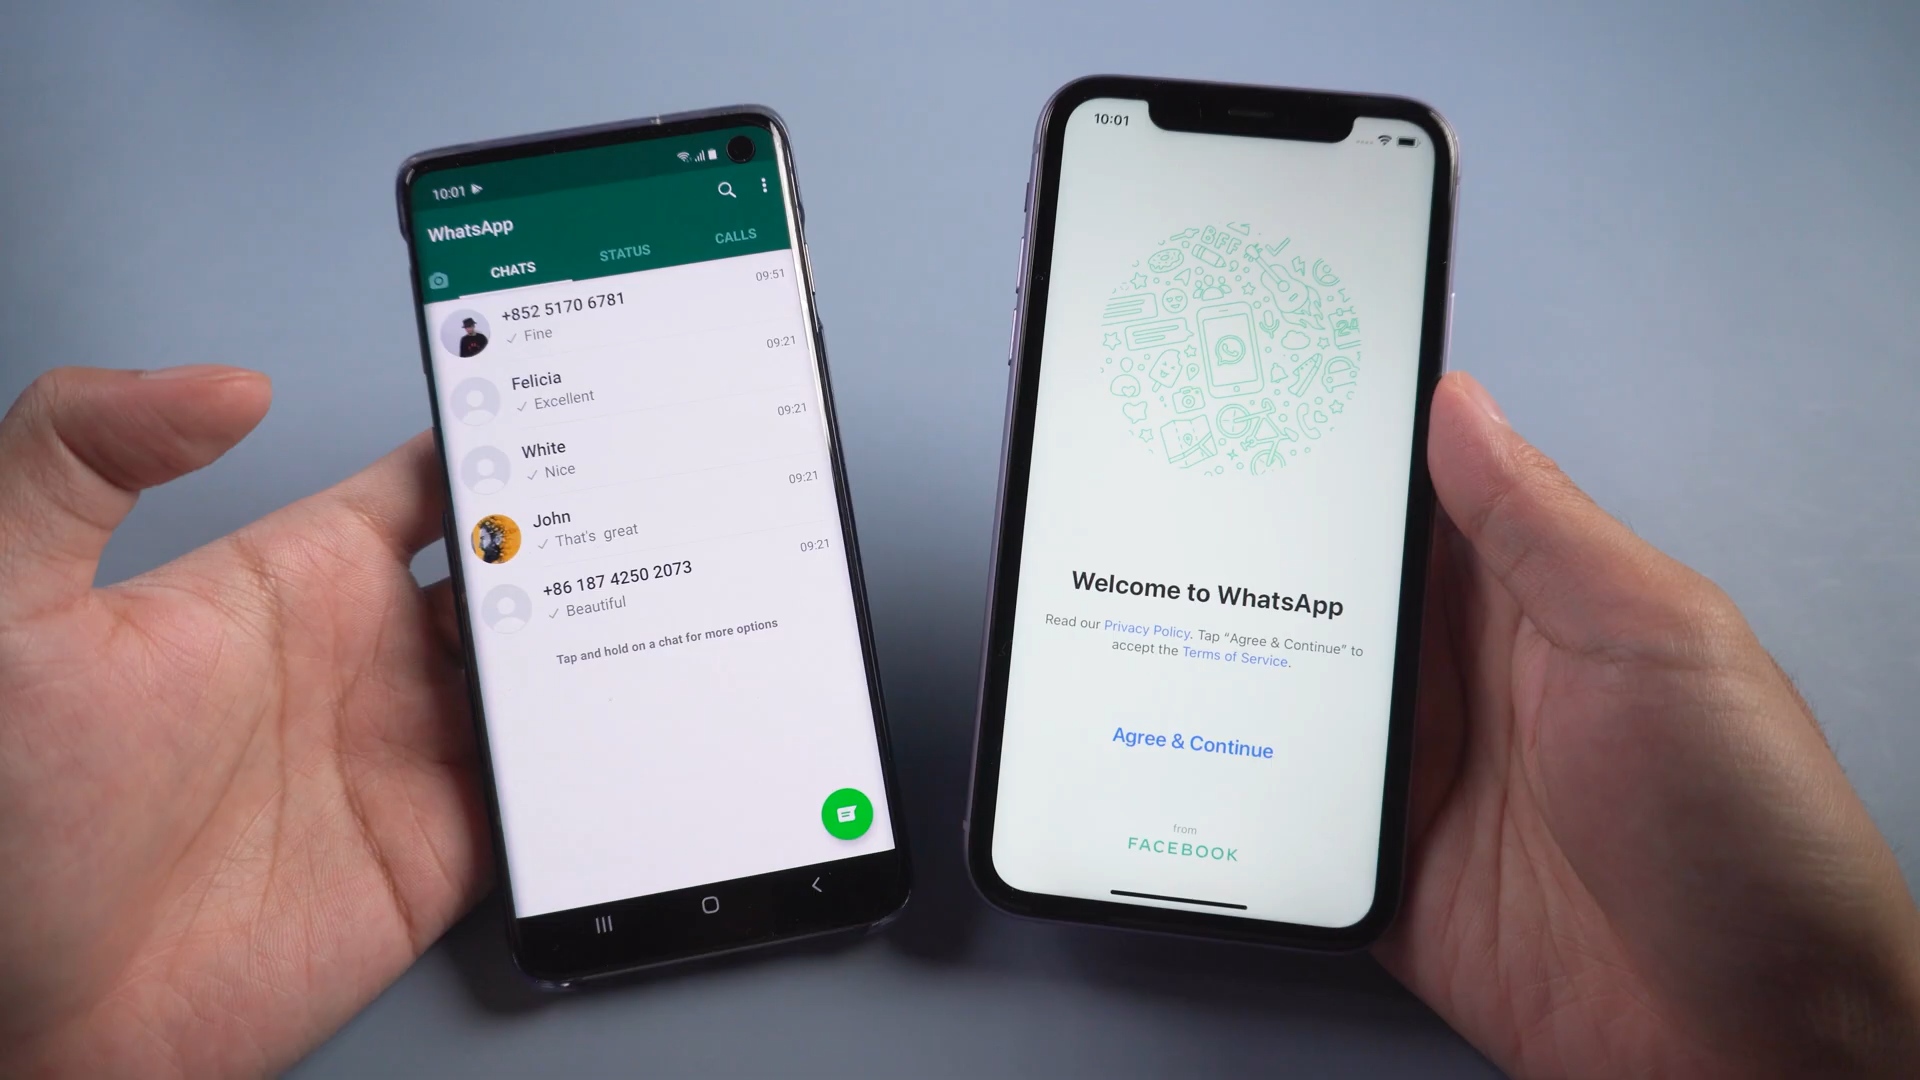 10:01
WhatsApp
CHATS
STATUS
CALLS
+852 5170 6781
09:51
Fine
Felicia
09:21
Excellent
White
09:21
Nice
John
09:21
That's great
+86 187 4250 2073
09:21
Beautiful
Tap and hold on a chat for more options
10:01
BFF
24
Welcome to WhatsApp
Read our Privacy Policy. Tap “Agree & Continue” to
accept the Terms of Service.
Agree & Continue
from
FACEBOOK